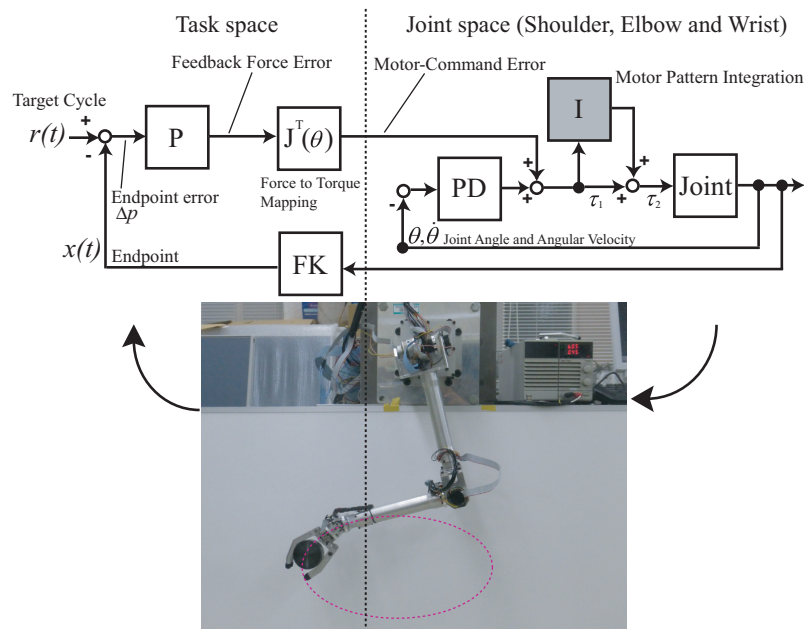 Task space
Joint space (Shoulder, Elbow and Wrist)
Feedback Force Error
Motor-Command Error
Motor Pattern Integration
Target Cycle
r(t)
+
-
P
J^T(θ)
I
Endpoint error
Δp
Force to Torque
Mapping
+
+
-
PD
+
τ₁
+
τ₂
Joint
θ, θ̇ Joint Angle and Angular Velocity
x(t)
Endpoint
FK